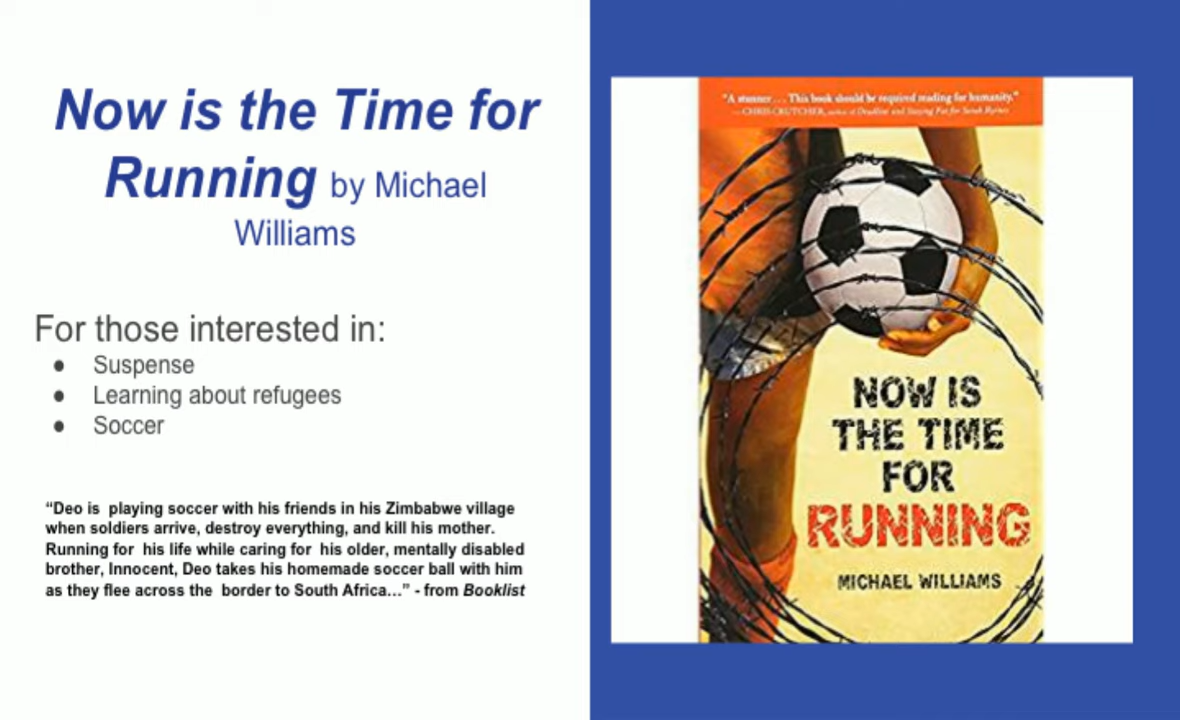 Now is the Time for
Running by Michael
Williams
For those interested in:
● Suspense
● Learning about refugees
● Soccer
“Deo is playing soccer with his friends in his Zimbabwe village
when soldiers arrive, destroy everything, and kill his mother.
Running for his life while caring for his older, mentally disabled
brother, Innocent, Deo takes his homemade soccer ball with him
as they flee across the border to South Africa…” - from Booklist
"A stunner . . . This book should be required reading for humanity."
—CHRIS CRUTCHER, author of Deadline and Staying Fat for Sarah Byrnes
NOW IS
THE TIME
FOR
RUNNING
MICHAEL WILLIAMS